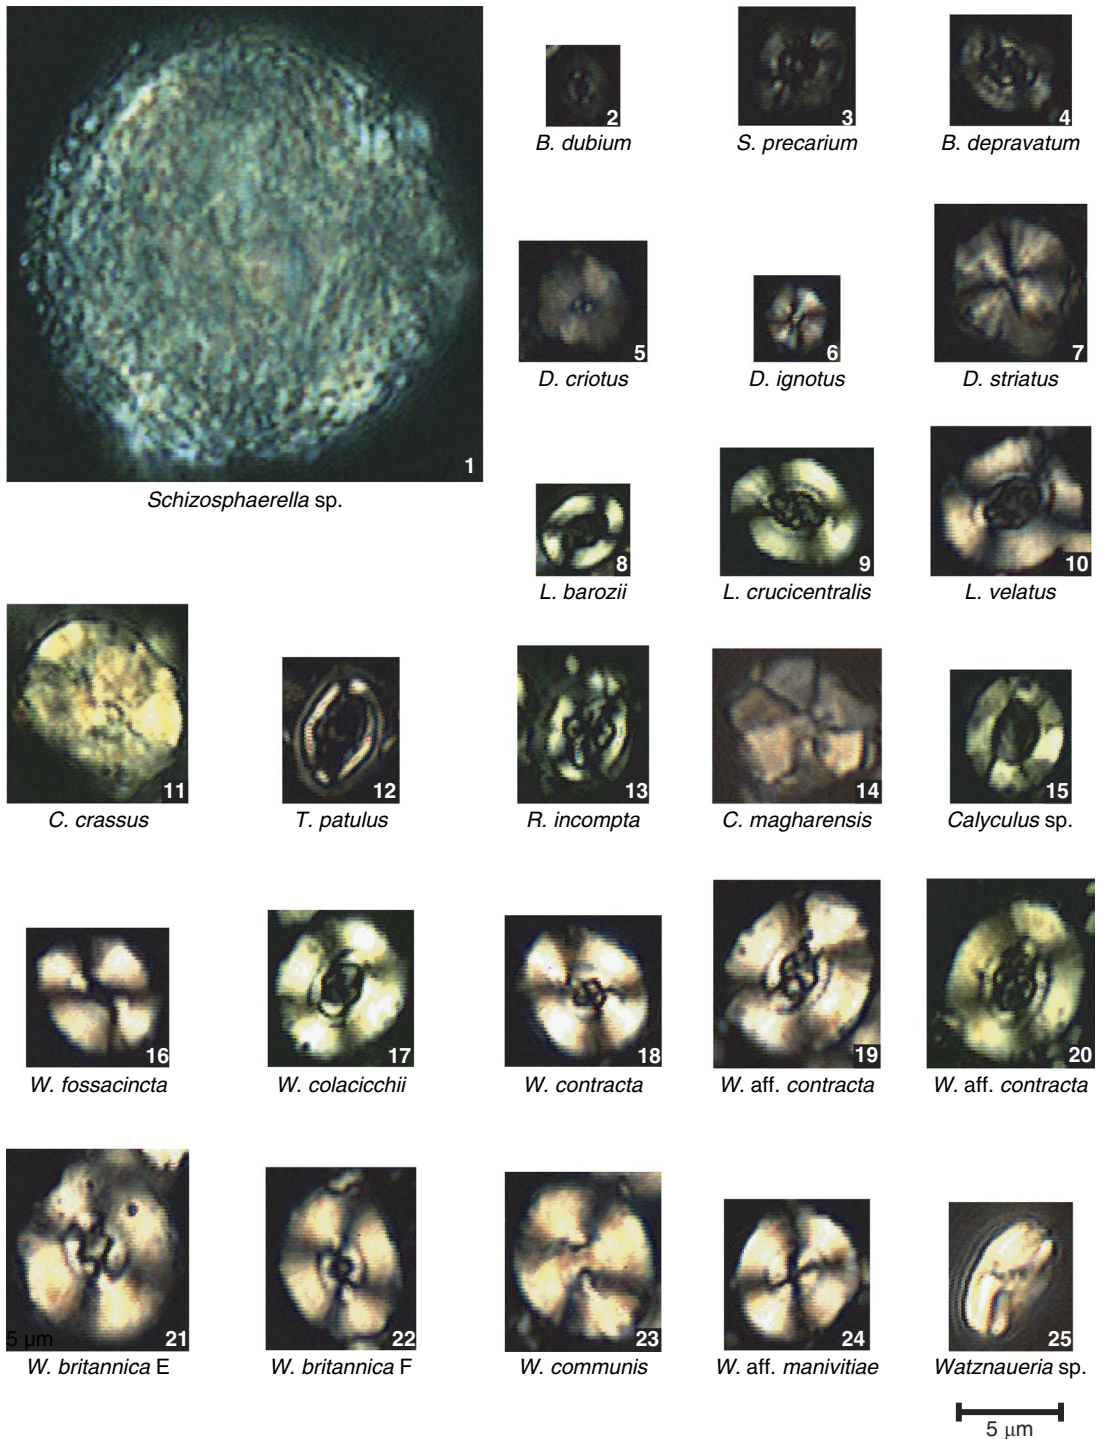 1
Schizosphaerella sp.
2
B. dubium
3
S. precarium
4
B. depravatum
5
D. criotus
6
D. ignotus
7
D. striatus
8
L. barozii
9
L. crucicentralis
10
L. velatus
11
C. crassus
12
T. patulus
13
R. incompta
14
C. magharensis
15
Calyculus sp.
16
W. fossacincta
17
W. colacicchii
18
W. contracta
19
W. aff. contracta
20
W. aff. contracta
5 µm
21
W. britannica E
22
W. britannica F
23
W. communis
24
W. aff. manivitiae
25
Watznaueria sp.
5 µm